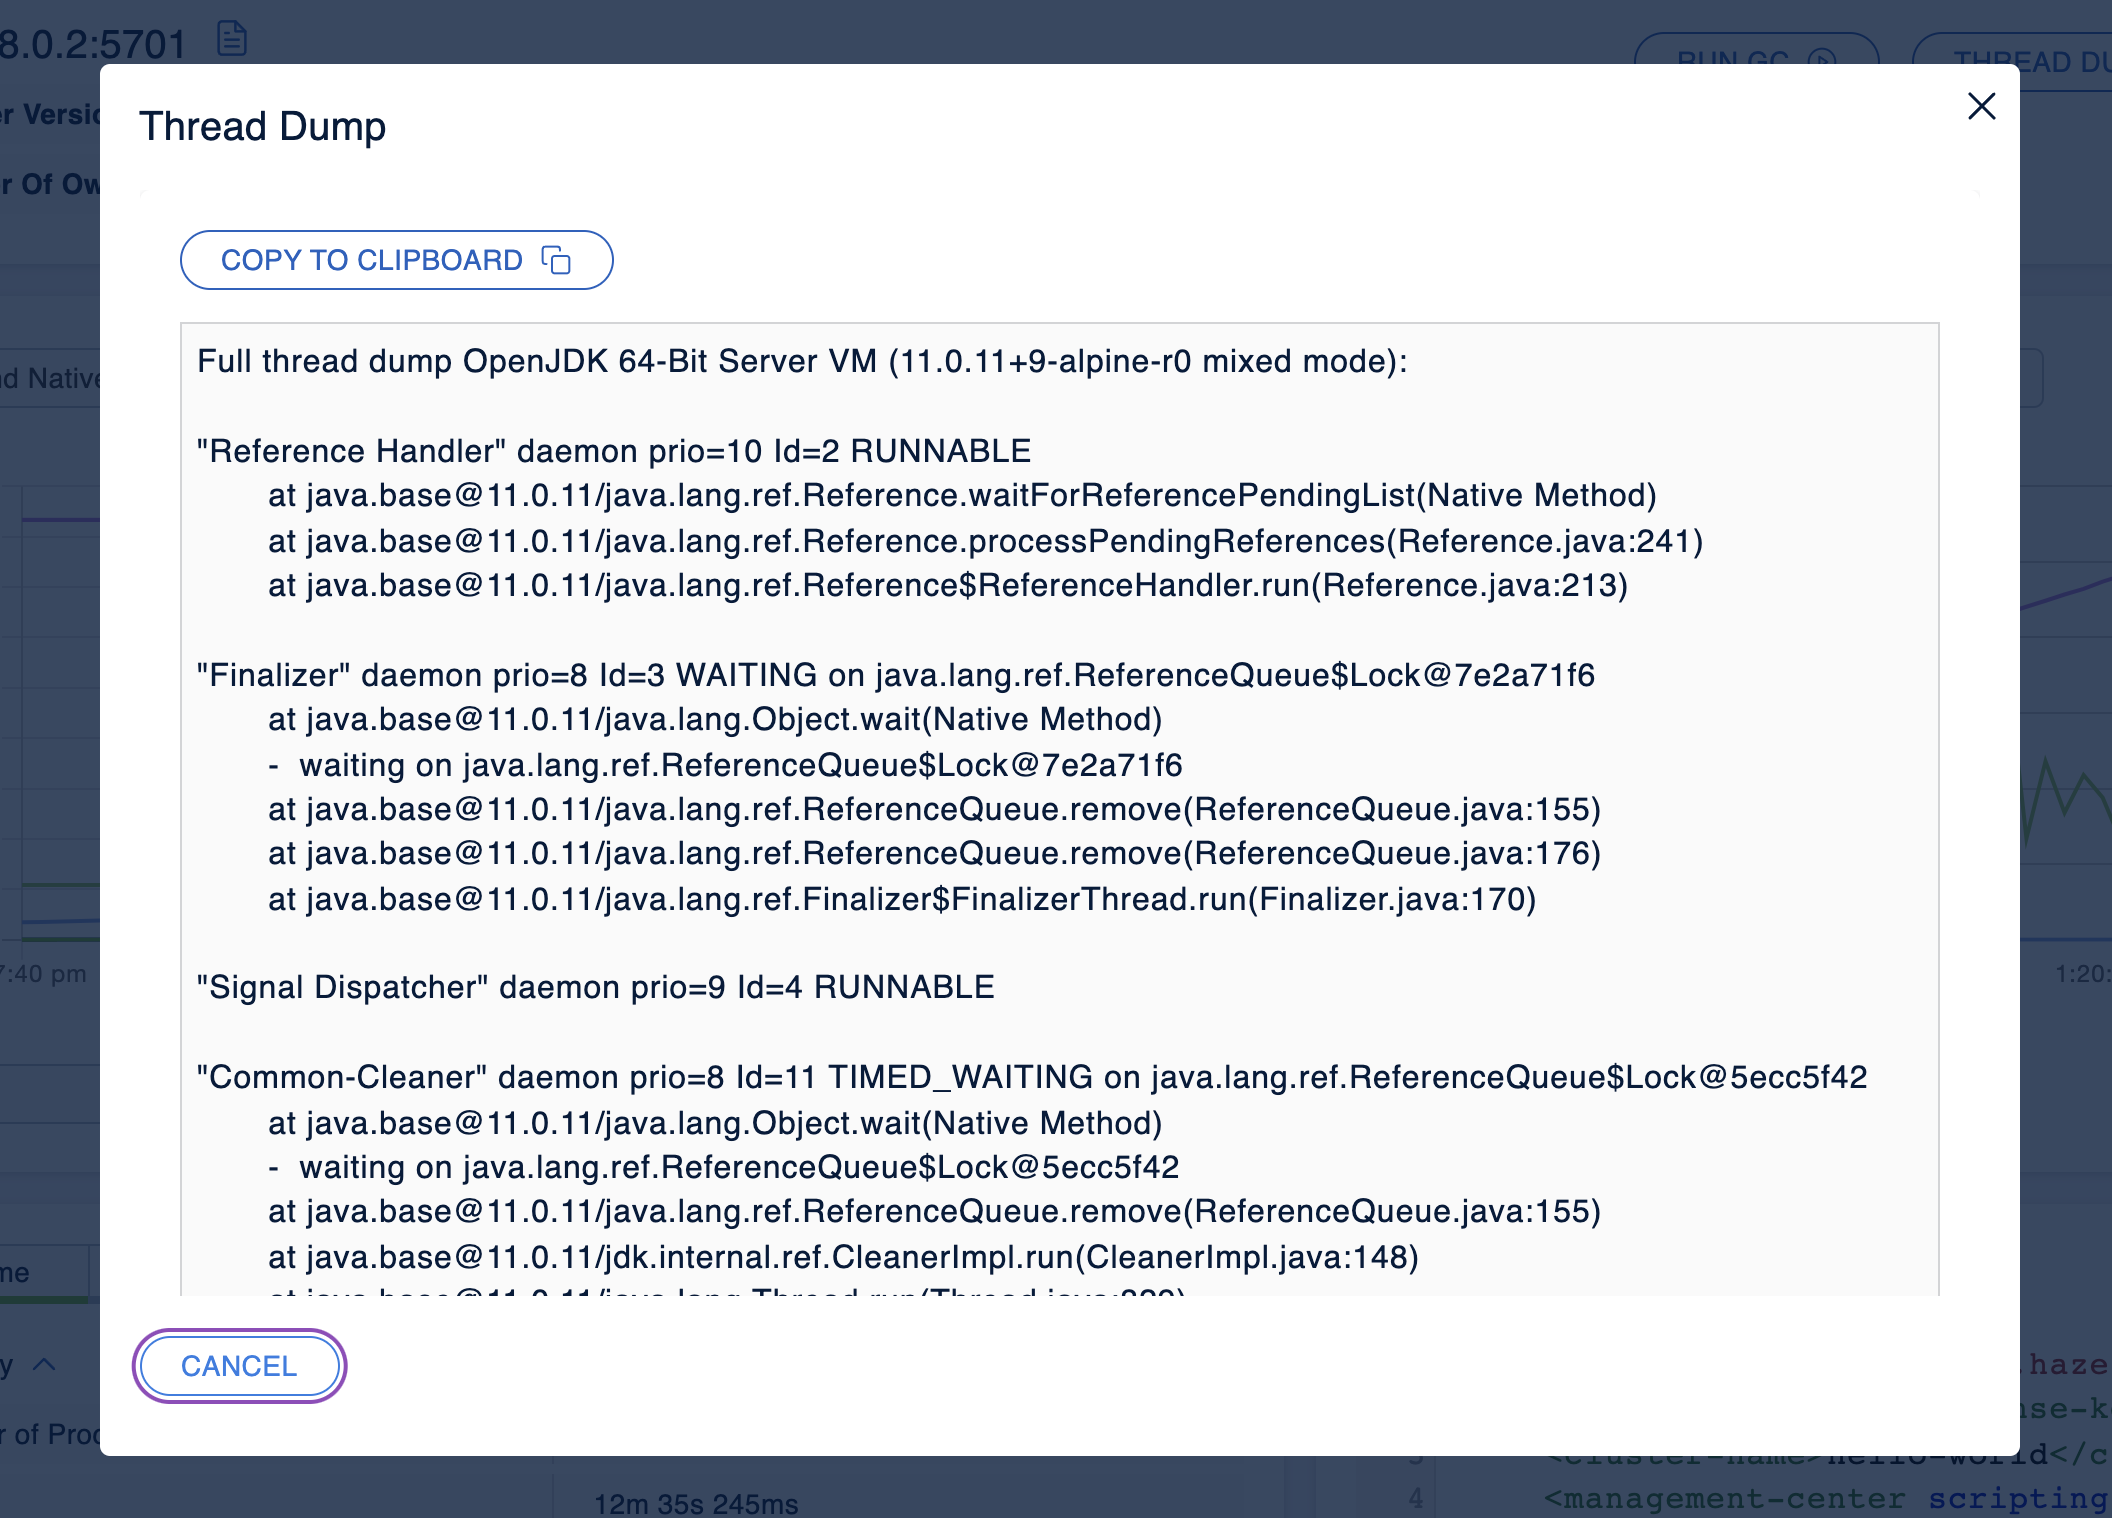 8.0.2:5701
RUN GC
THREAD DU
er Versio
r Of Ow
nd Native
7:40 pm
1:20:
me
y
r of Proc
12m 35s 245ms
Thread Dump
COPY TO CLIPBOARD
Full thread dump OpenJDK 64-Bit Server VM (11.0.11+9-alpine-r0 mixed mode):
"Reference Handler" daemon prio=10 Id=2 RUNNABLE
at java.base@11.0.11/java.lang.ref.Reference.waitForReferencePendingList(Native Method)
at java.base@11.0.11/java.lang.ref.Reference.processPendingReferences(Reference.java:241)
at java.base@11.0.11/java.lang.ref.Reference$ReferenceHandler.run(Reference.java:213)
"Finalizer" daemon prio=8 Id=3 WAITING on java.lang.ref.ReferenceQueue$Lock@7e2a71f6
at java.base@11.0.11/java.lang.Object.wait(Native Method)
- waiting on java.lang.ref.ReferenceQueue$Lock@7e2a71f6
at java.base@11.0.11/java.lang.ref.ReferenceQueue.remove(ReferenceQueue.java:155)
at java.base@11.0.11/java.lang.ref.ReferenceQueue.remove(ReferenceQueue.java:176)
at java.base@11.0.11/java.lang.ref.Finalizer$FinalizerThread.run(Finalizer.java:170)
"Signal Dispatcher" daemon prio=9 Id=4 RUNNABLE
"Common-Cleaner" daemon prio=8 Id=11 TIMED_WAITING on java.lang.ref.ReferenceQueue$Lock@5ecc5f42
at java.base@11.0.11/java.lang.Object.wait(Native Method)
- waiting on java.lang.ref.ReferenceQueue$Lock@5ecc5f42
at java.base@11.0.11/java.lang.ref.ReferenceQueue.remove(ReferenceQueue.java:155)
at java.base@11.0.11/jdk.internal.ref.CleanerImpl.run(CleanerImpl.java:148)
CANCEL
haze
nse-k
<cluster-name>hello-world</c
4 <management-center scripting